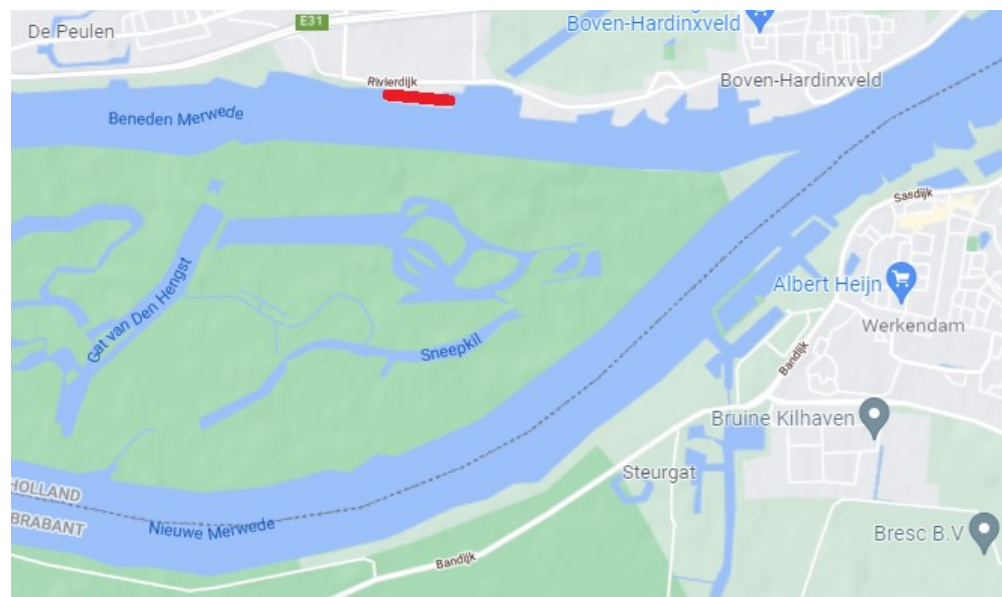 De Peulen
E31
Boven-Hardinxveld
Rivierdijk
Boven-Hardinxveld
Beneden Merwede
Sasdijk
Gat van Den Hengst
Albert Heijn
Werkendam
Sneepkil
Bandijk
Bruine Kilhaven
Steurgat
HOLLAND
BRABANT
Nieuwe Merwede
Bresc B.V
Bandijk